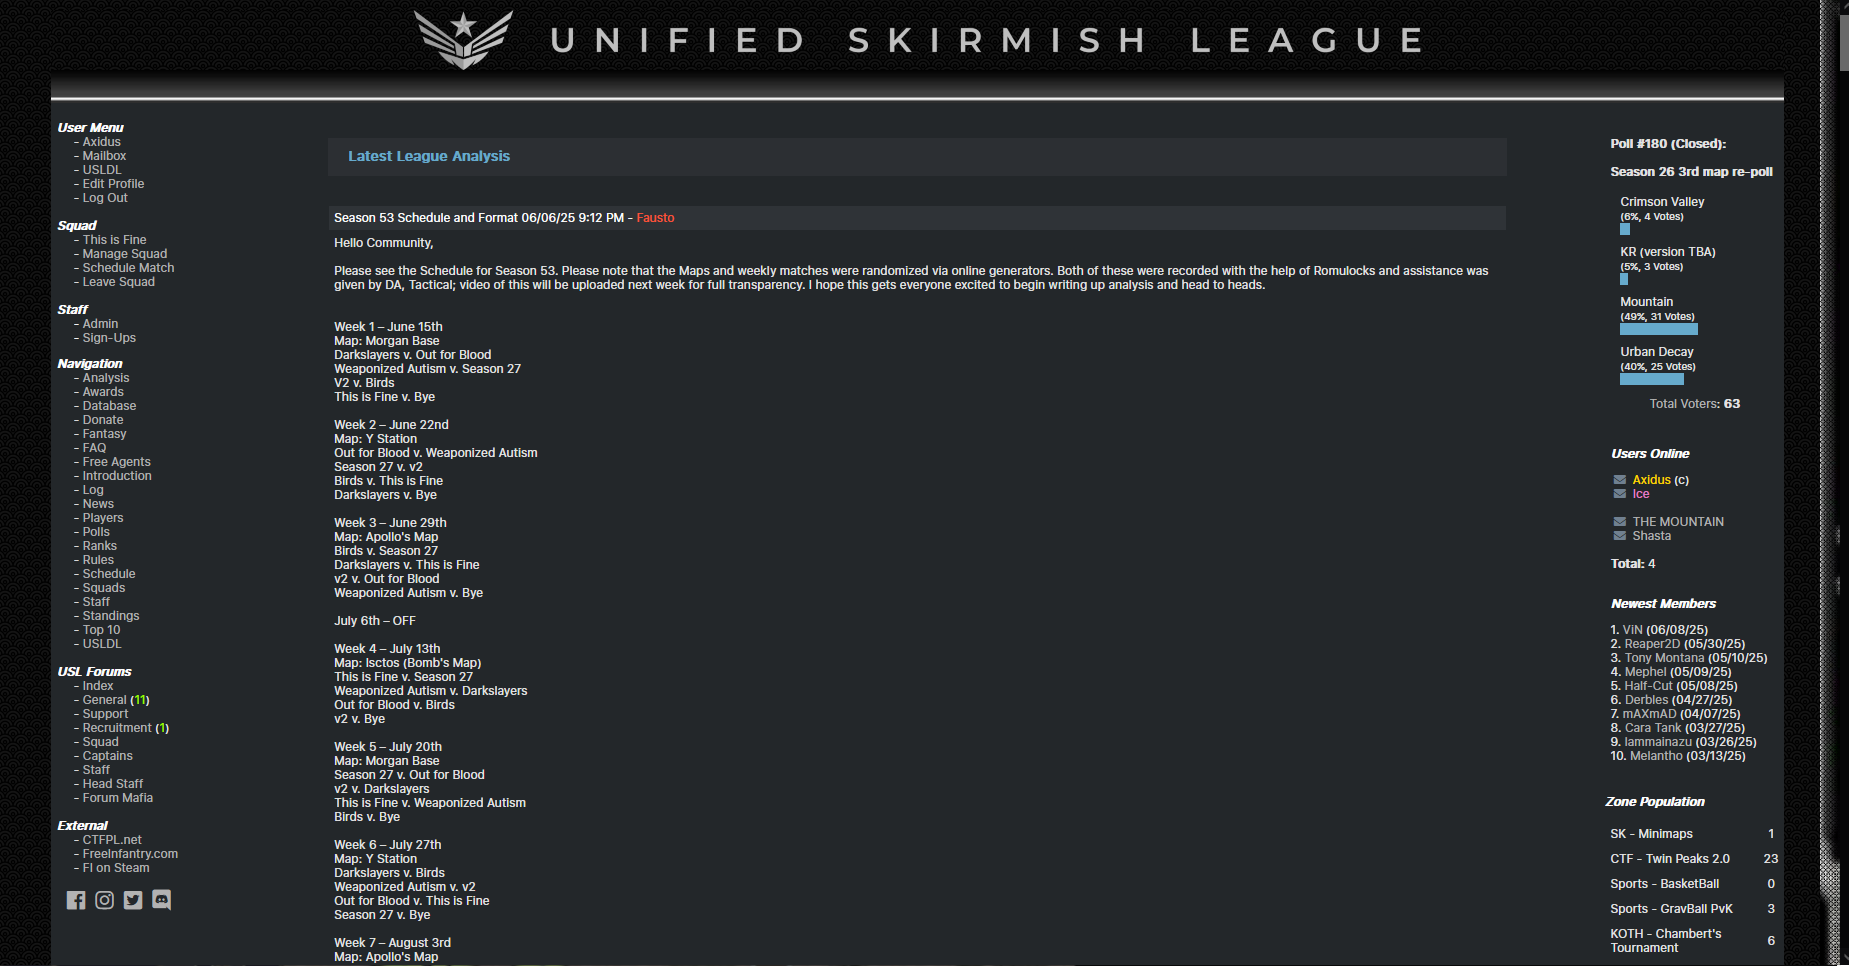 UNIFIED SKIRMISH LEAGUE
User Menu
- Axidus
- Mailbox
- USLDL
- Edit Profile
- Log Out
Squad
- This is Fine
- Manage Squad
- Schedule Match
- Leave Squad
Staff
- Admin
- Sign-Ups
Navigation
- Analysis
- Awards
- Database
- Donate
- Fantasy
- FAQ
- Free Agents
- Introduction
- Log
- News
- Players
- Polls
- Ranks
- Rules
- Schedule
- Squads
- Staff
- Standings
- Top 10
- USLDL
USL Forums
- Index
- General (11)
- Support
- Recruitment (1)
- Squad
- Captains
- Staff
- Head Staff
- Forum Mafia
External
- CTFPL.net
- FreeInfantry.com
- FI on Steam
Latest League Analysis
Season 53 Schedule and Format 06/06/25 9:12 PM - Fausto
Hello Community,
Please see the Schedule for Season 53. Please note that the Maps and weekly matches were randomized via online generators. Both of these were recorded with the help of Romulocks and assistance was
given by DA, Tactical; video of this will be uploaded next week for full transparency. I hope this gets everyone excited to begin writing up analysis and head to heads.
Week 1 – June 15th
Map: Morgan Base
Darkslayers v. Out for Blood
Weaponized Autism v. Season 27
V2 v. Birds
This is Fine v. Bye
Week 2 – June 22nd
Map: Y Station
Out for Blood v. Weaponized Autism
Season 27 v. v2
Birds v. This is Fine
Darkslayers v. Bye
Week 3 – June 29th
Map: Apollo's Map
Birds v. Season 27
Darkslayers v. This is Fine
v2 v. Out for Blood
Weaponized Autism v. Bye
July 6th – OFF
Week 4 – July 13th
Map: Isctos (Bomb's Map)
This is Fine v. Season 27
Weaponized Autism v. Darkslayers
Out for Blood v. Birds
v2 v. Bye
Week 5 – July 20th
Map: Morgan Base
Season 27 v. Out for Blood
v2 v. Darkslayers
This is Fine v. Weaponized Autism
Birds v. Bye
Week 6 – July 27th
Map: Y Station
Darkslayers v. Birds
Weaponized Autism v. v2
Out for Blood v. This is Fine
Season 27 v. Bye
Week 7 – August 3rd
Map: Apollo's Map
Poll #180 (Closed):
Season 26 3rd map re-poll
Crimson Valley
(6%, 4 Votes)
KR (version TBA)
(5%, 3 Votes)
Mountain
(49%, 31 Votes)
Urban Decay
(40%, 25 Votes)
Total Voters: 63
Users Online
Axidus (c)
Ice
THE MOUNTAIN
Shasta
Total: 4
Newest Members
1. ViN (06/08/25)
2. Reaper2D (05/30/25)
3. Tony Montana (05/10/25)
4. Mephel (05/09/25)
5. Half-Cut (05/08/25)
6. Derbles (04/27/25)
7. mAXmAD (04/07/25)
8. Cara Tank (03/27/25)
9. Iammainazu (03/26/25)
10. Melantho (03/13/25)
Zone Population
SK - Minimaps 1
CTF - Twin Peaks 2.0 23
Sports - BasketBall 0
Sports - GravBall PvK 3
KOTH - Chambert's
Tournament 6